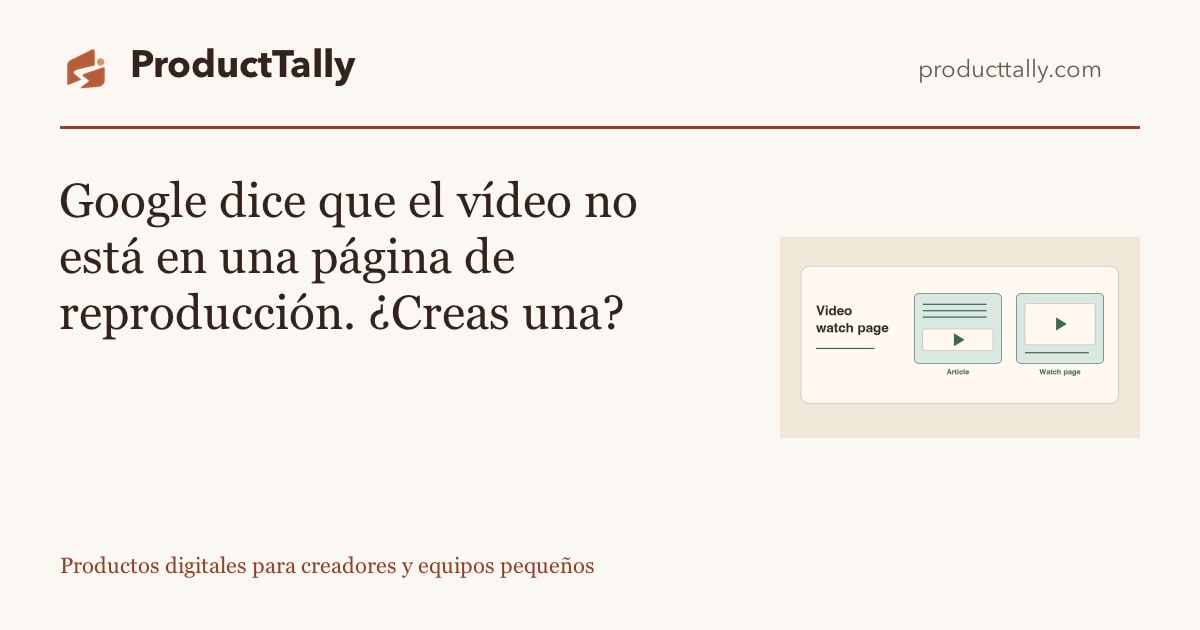 ProductTally
producttally.com
Google dice que el vídeo no
está en una página de
reproducción. ¿Creas una?
Video
watch page
Article
Watch page
Productos digitales para creadores y equipos pequeños